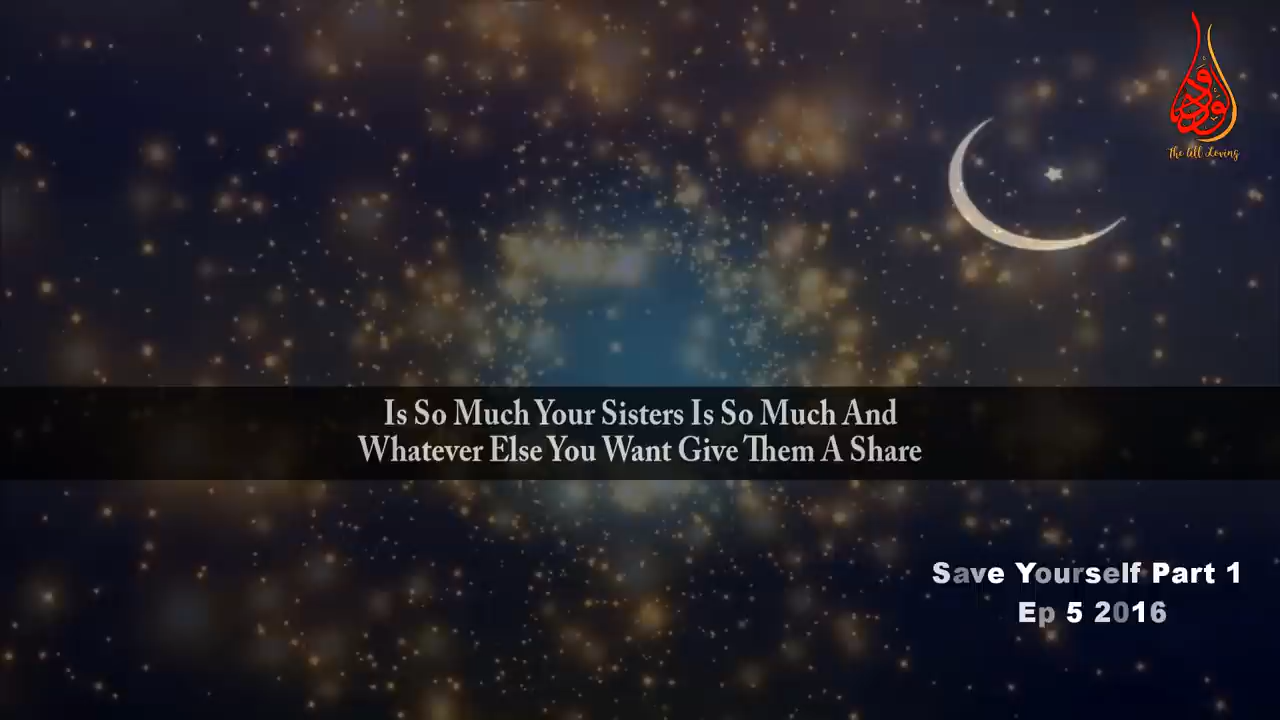 الودود
The All Loving
Is So Much Your Sisters Is So Much And
Whatever Else You Want Give Them A Share
Save Yourself Part 1
Ep 5 2016